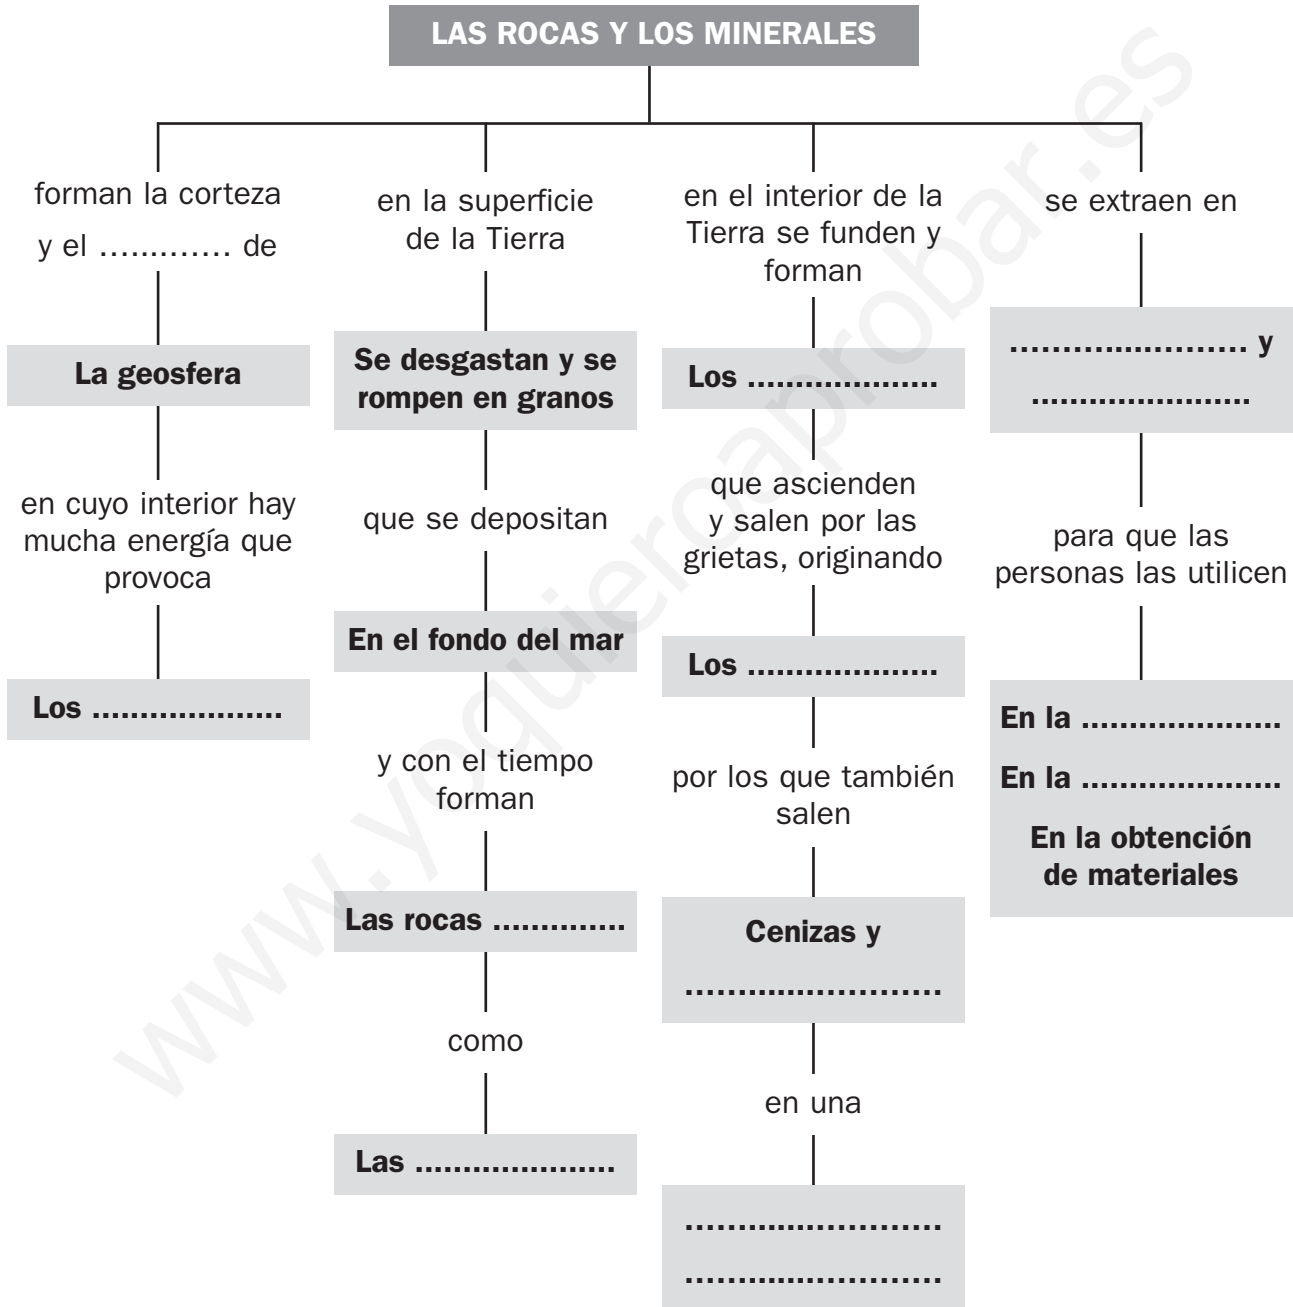 LAS ROCAS Y LOS MINERALES
forman la corteza
y el ............. de
La geosfera
en cuyo interior hay
mucha energía que
provoca
Los ....................
en la superficie
de la Tierra
Se desgastan y se
rompen en granos
que se depositan
En el fondo del mar
y con el tiempo
forman
Las rocas ..............
como
Las .....................
en el interior de la
Tierra se funden y
forman
Los ....................
que ascienden
y salen por las
grietas, originando
Los ....................
por los que también
salen
Cenizas y
...........................
en una
...........................
...........................
se extraen en
......................... y
.......................
para que las
personas las utilicen
En la .....................
En la .....................
En la obtención
de materiales
www.yoquieroaprobar.es